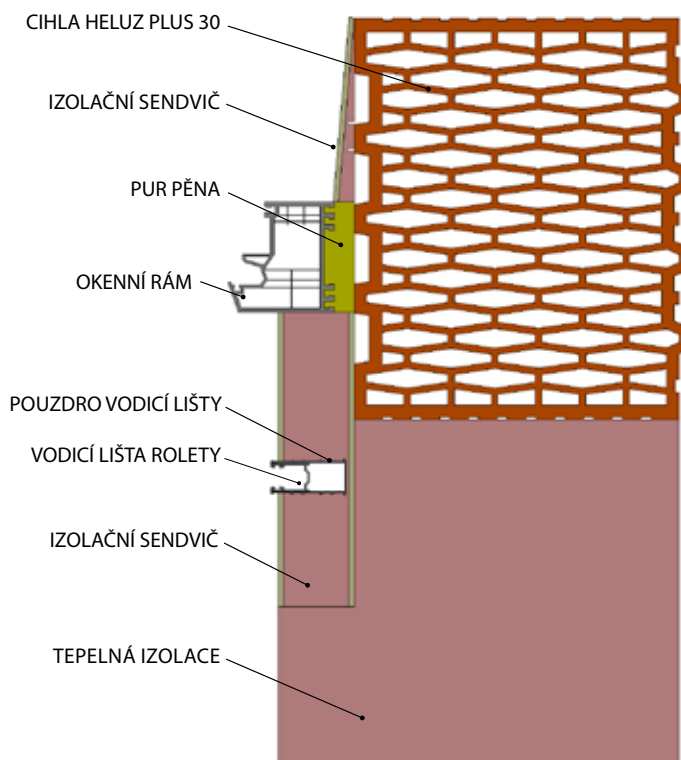 CIHLA HELUZ PLUS 30
IZOLAČNÍ SENDVIČ
PUR PĚNA
OKENNÍ RÁM
POUZDRO VODICÍ LIŠTY
VODICÍ LIŠTA ROLETY
IZOLAČNÍ SENDVIČ
TEPELNÁ IZOLACE